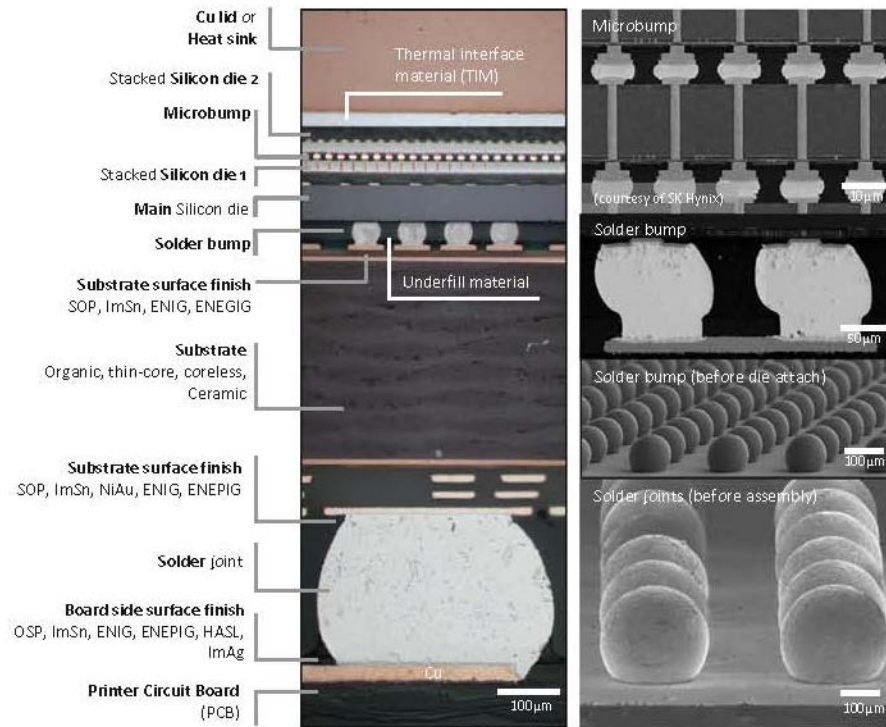 Cu lid or
Heat sink
Thermal interface
material (TIM)
Stacked Silicon die 2
Microbump
Stacked Silicon die 1
Main Silicon die
Solder bump
Substrate surface finish
SOP, ImSn, ENIG, ENEGIG
Underfill material
Substrate
Organic, thin-core, coreless,
Ceramic
Substrate surface finish
SOP, ImSn, NiAu, ENIG, ENEPIG
Solder joint
Board side surface finish
OSP, ImSn, ENIG, ENEPIG, HASL,
ImAg
Cu
Printer Circuit Board
(PCB)
100µm
Microbump
(courtesy of SK Hynix)
10µm
Solder bump
50µm
Solder bump (before die attach)
100µm
Solder joints (before assembly)
100µm